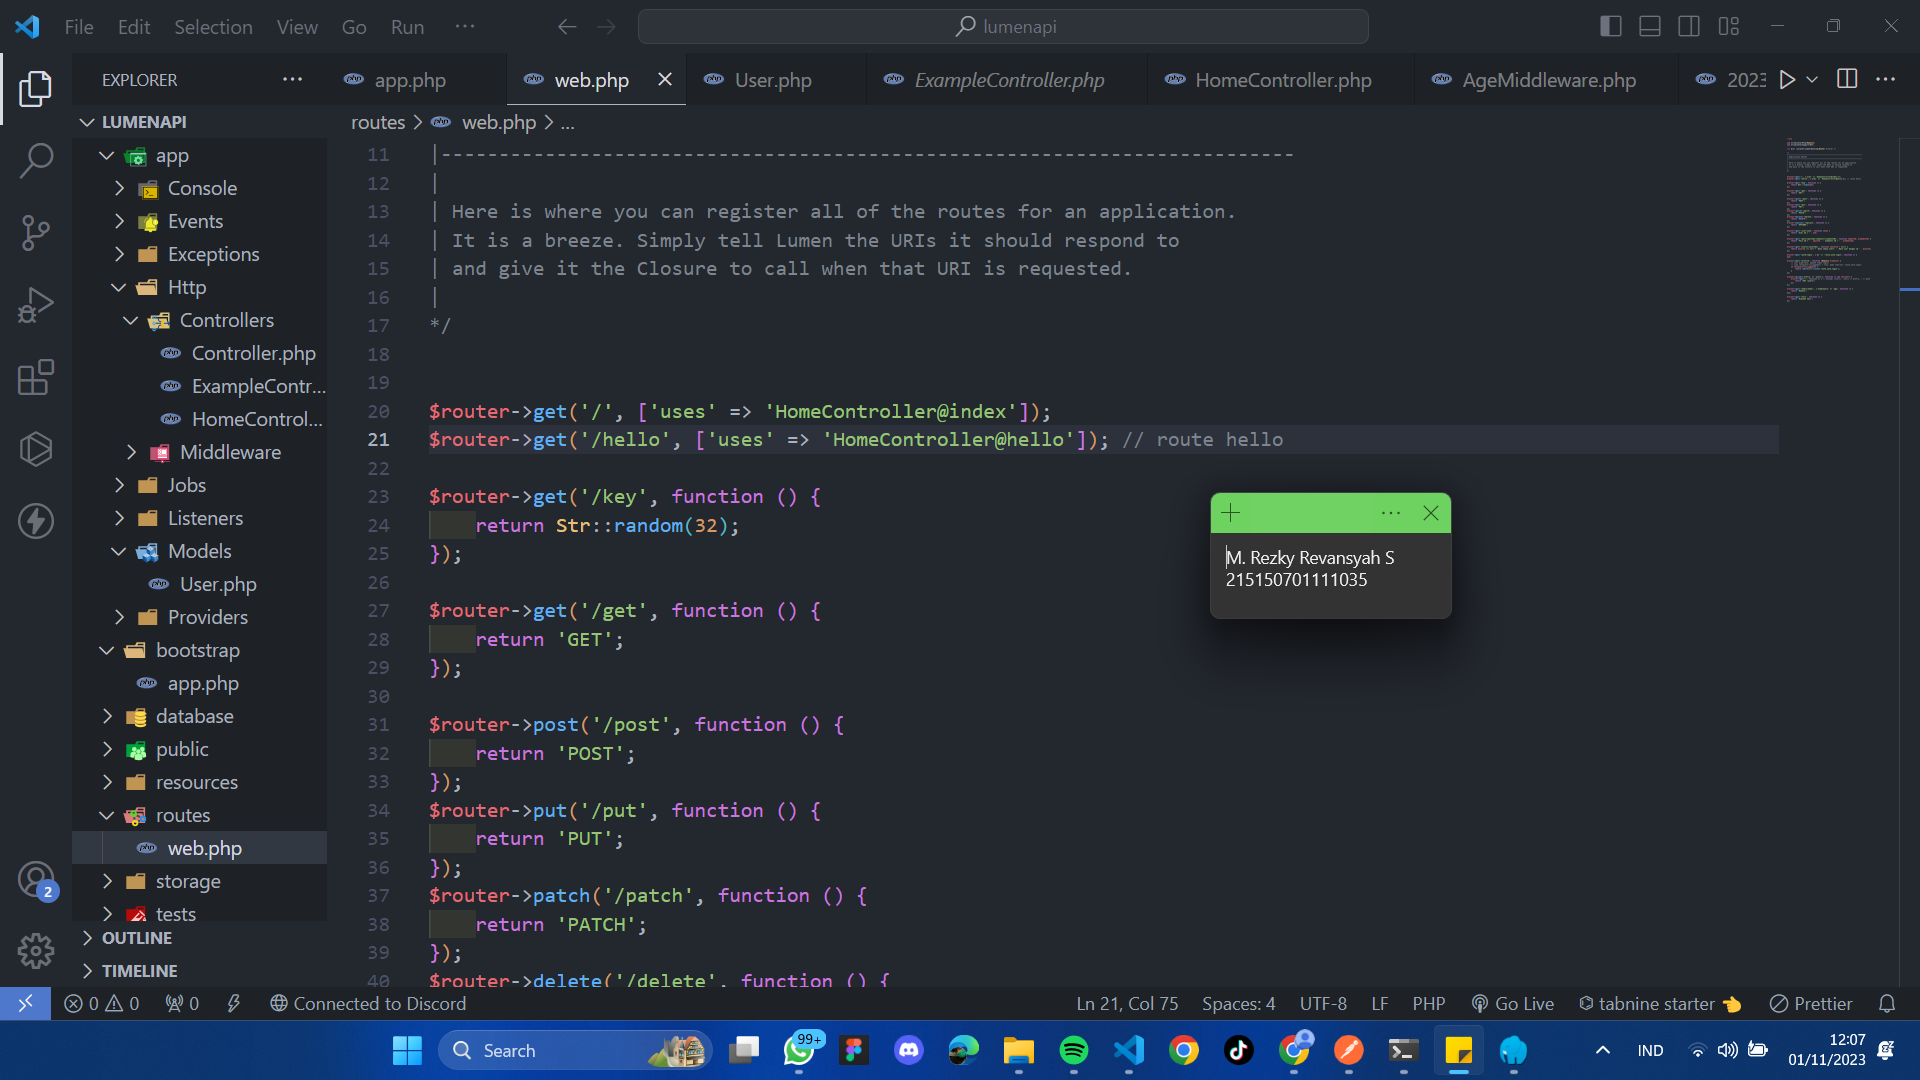 File Edit Selection View Go Run ··· lumenapi
EXPLORER ···
app.php web.php User.php ExampleController.php HomeController.php AgeMiddleware.php 2023
LUMENAPI
app
Console
Events
Exceptions
Http
Controllers
Controller.php
ExampleContr...
HomeControl...
Middleware
Jobs
Listeners
Models
User.php
Providers
bootstrap
app.php
database
public
resources
routes
web.php
storage
tests
OUTLINE
TIMELINE
routes > web.php > ...
11 |-------------------------------------------------------------------------
12 |
13 | Here is where you can register all of the routes for an application.
14 | It is a breeze. Simply tell Lumen the URIs it should respond to
15 | and give it the Closure to call when that URI is requested.
16 |
17 */
18
19
20 $router->get('/', ['uses' => 'HomeController@index']);
21 $router->get('/hello', ['uses' => 'HomeController@hello']); // route hello
22
23 $router->get('/key', function () {
24 return Str::random(32);
25 });
26
27 $router->get('/get', function () {
28 return 'GET';
29 });
30
31 $router->post('/post', function () {
32 return 'POST';
33 });
34 $router->put('/put', function () {
35 return 'PUT';
36 });
37 $router->patch('/patch', function () {
38 return 'PATCH';
39 });
40 $router->delete('/delete', function () {
M. Rezky Revansyah S
215150701111035
2
0 0 0 Connected to Discord Ln 21, Col 75 Spaces: 4 UTF-8 LF PHP Go Live tabnine starter Prettier
Search 99+ IND 12:07
01/11/2023